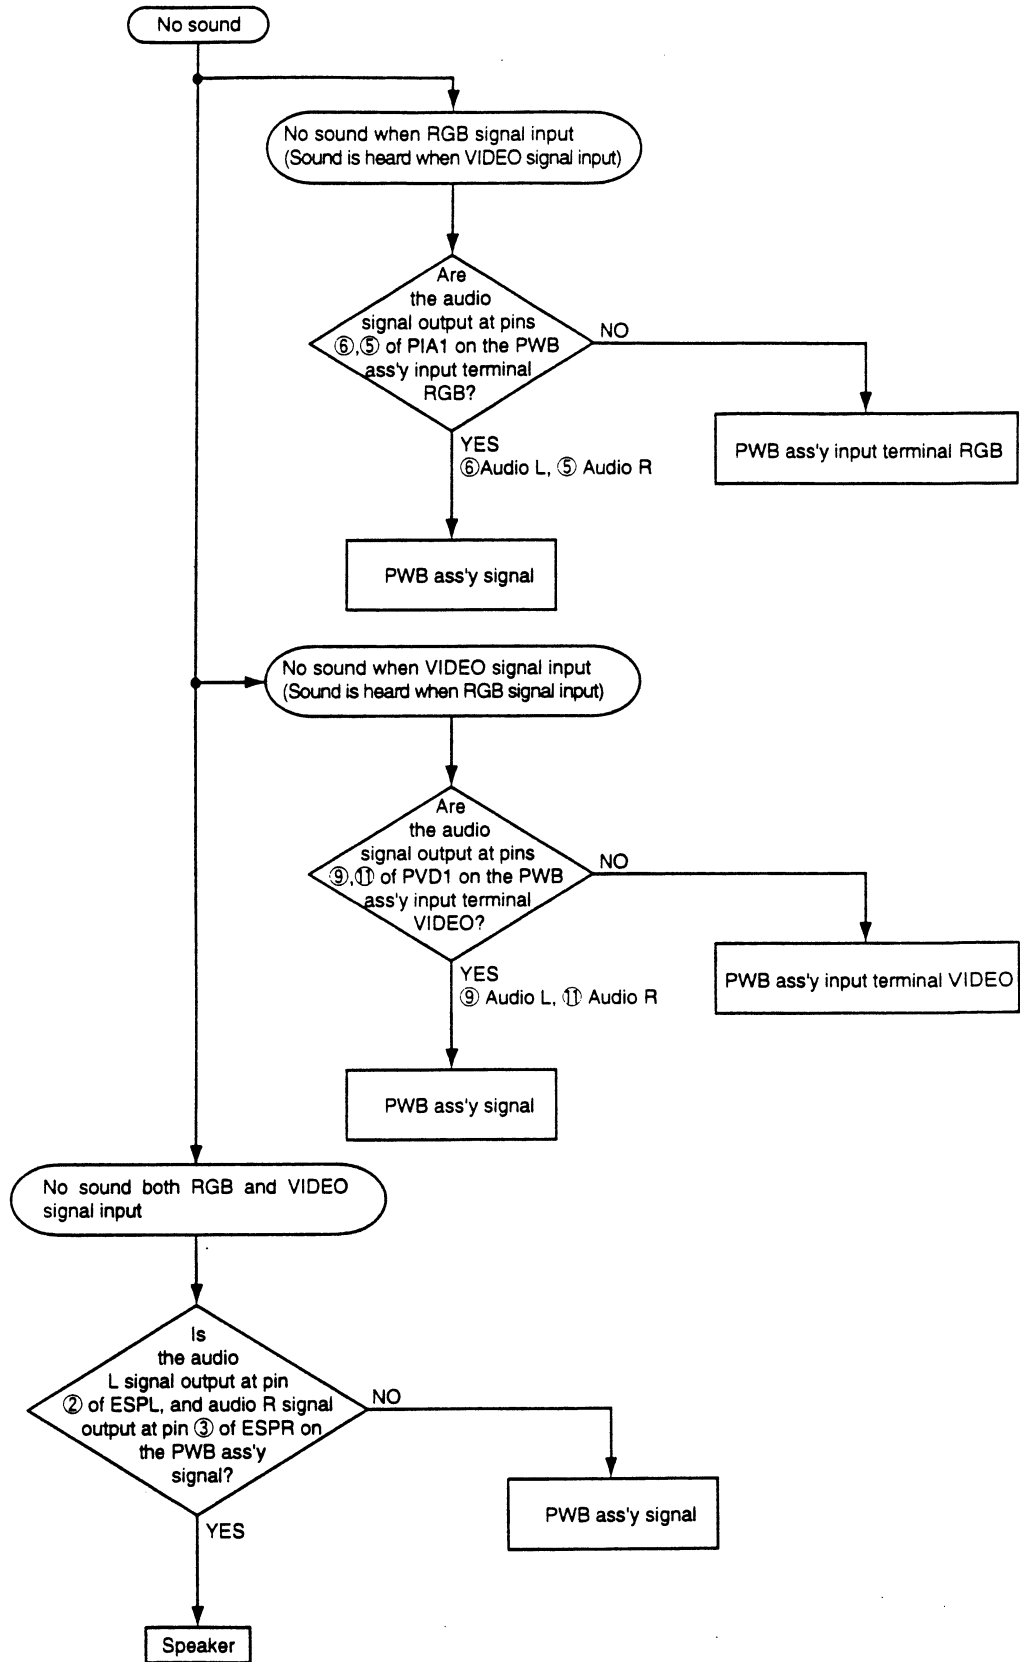 No sound
No sound when RGB signal input
(Sound is heard when VIDEO signal input)
Are
the audio
signal output at pins
⑥,⑤ of PIA1 on the PWB
ass'y input terminal
RGB?
NO
PWB ass'y input terminal RGB
YES
⑥Audio L, ⑤ Audio R
PWB ass'y signal
No sound when VIDEO signal input
(Sound is heard when RGB signal input)
Are
the audio
signal output at pins
⑨,⑪ of PVD1 on the PWB
ass'y input terminal
VIDEO?
NO
PWB ass'y input terminal VIDEO
YES
⑨ Audio L, ⑪ Audio R
PWB ass'y signal
No sound both RGB and VIDEO
signal input
Is
the audio
L signal output at pin
② of ESPL, and audio R signal
output at pin ③ of ESPR on
the PWB ass'y
signal?
NO
PWB ass'y signal
YES
Speaker